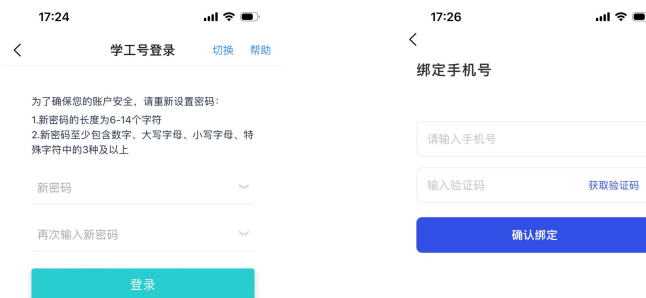 17:24
学工号登录
切换
帮助
为了确保您的账户安全，请重新设置密码：
1.新密码的长度为6-14个字符
2.新密码至少包含数字、大写字母、小写字母、特
殊字符中的3种及以上
新密码
再次输入新密码
登录
17:26
绑定手机号
请输入手机号
输入验证码
获取验证码
确认绑定